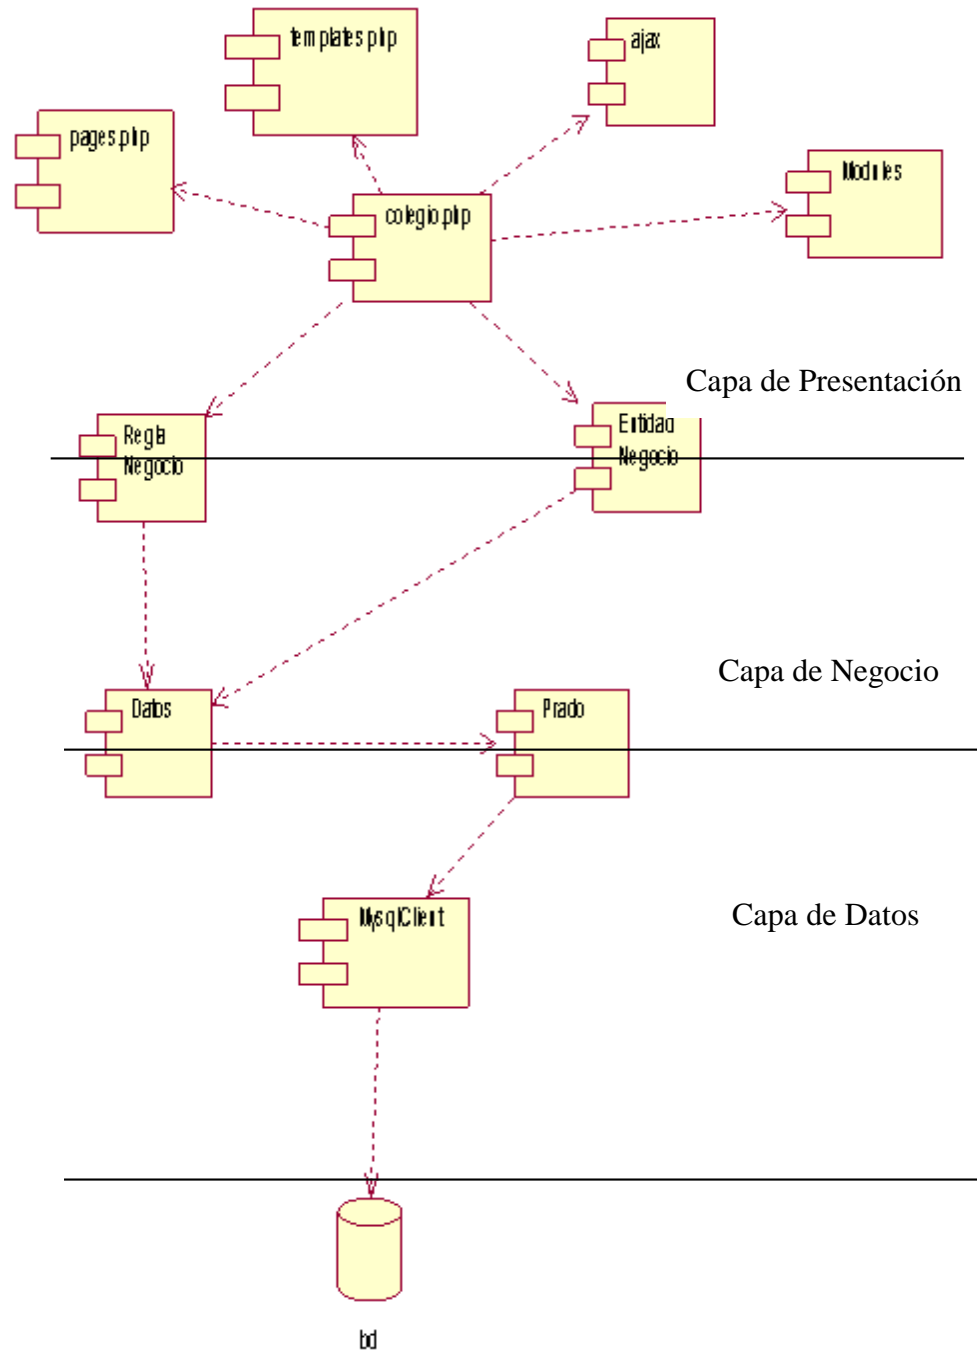 templates.php
ajax
pages.php
Modules
colegio.php
Capa de Presentación
Regla
Negocio
Entidad
Negocio
Capa de Negocio
Datos
Prado
MysqlClient
Capa de Datos
bd